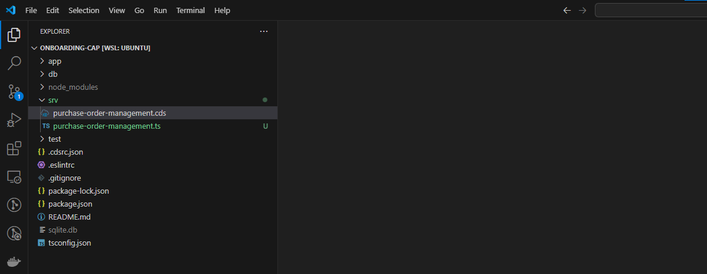 File Edit Selection View Go Run Terminal Help
EXPLORER
ONBOARDING-CAP [WSL: UBUNTU]
app
db
node_modules
srv
purchase-order-management.cds
TS purchase-order-management.ts U
test
{} .cdsrc.json
.eslintrc
.gitignore
{} package-lock.json
{} package.json
README.md
sqlite.db
tsconfig.json
1